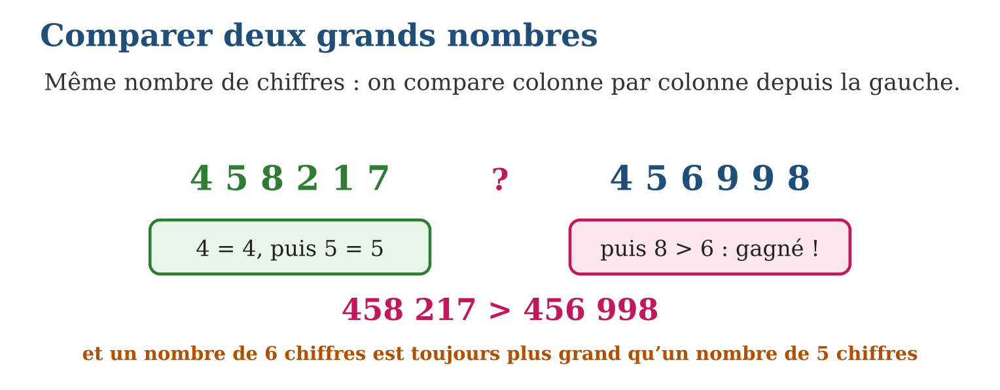 Comparer deux grands nombres
Même nombre de chiffres : on compare colonne par colonne depuis la gauche.
4 5 8 2 1 7 ? 4 5 6 9 9 8
4 = 4, puis 5 = 5 puis 8 > 6 : gagné !
458 217 > 456 998
et un nombre de 6 chiffres est toujours plus grand qu’un nombre de 5 chiffres